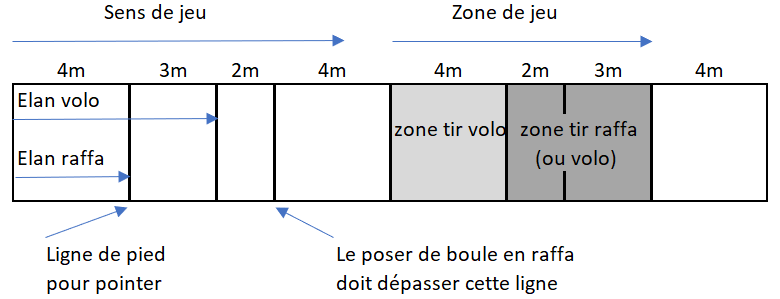 Sens de jeu
Zone de jeu
4m 3m 2m 4m 4m 2m 3m 4m
Elan volo
zone tir volo
zone tir raffa
(ou volo)
Elan raffa
Ligne de pied
pour pointer
Le poser de boule en raffa
doit dépasser cette ligne